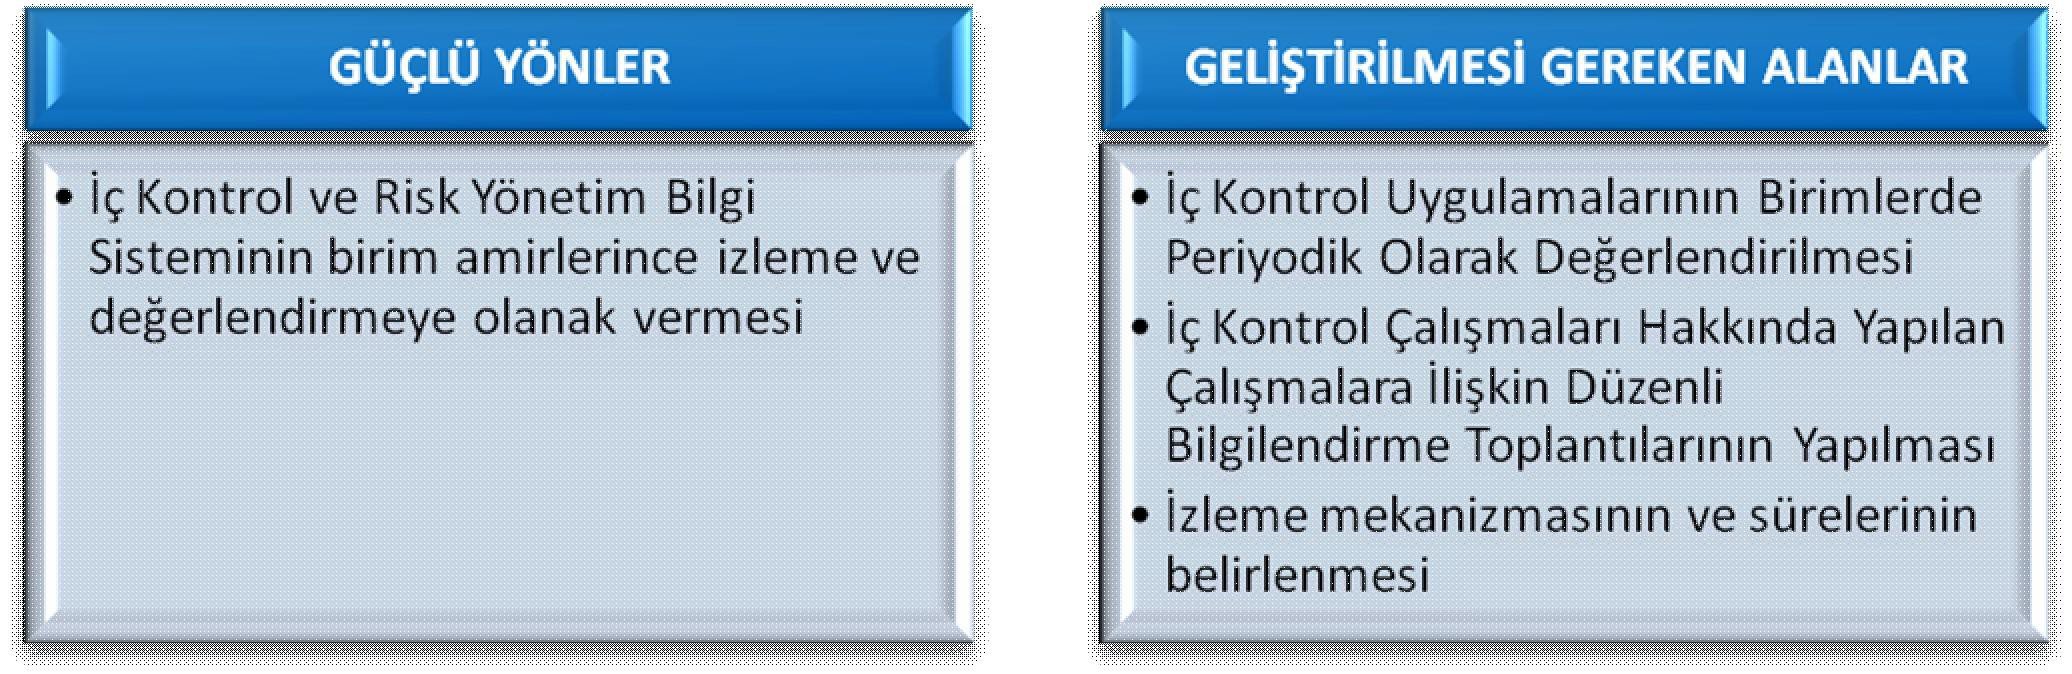 GÜÇLÜ YÖNLER
• İç Kontrol ve Risk Yönetim Bilgi
Sisteminin birim amirlerince izleme ve
değerlendirmeye olanak vermesi
GELİŞTİRİLMESİ GEREKEN ALANLAR
• İç Kontrol Uygulamalarının Birimlerde
Periyodik Olarak Değerlendirilmesi
• İç Kontrol Çalışmaları Hakkında Yapılan
Çalışmalara İlişkin Düzenli
Bilgilendirme Toplantılarının Yapılması
• İzleme mekanizmasının ve sürelerinin
belirlenmesi